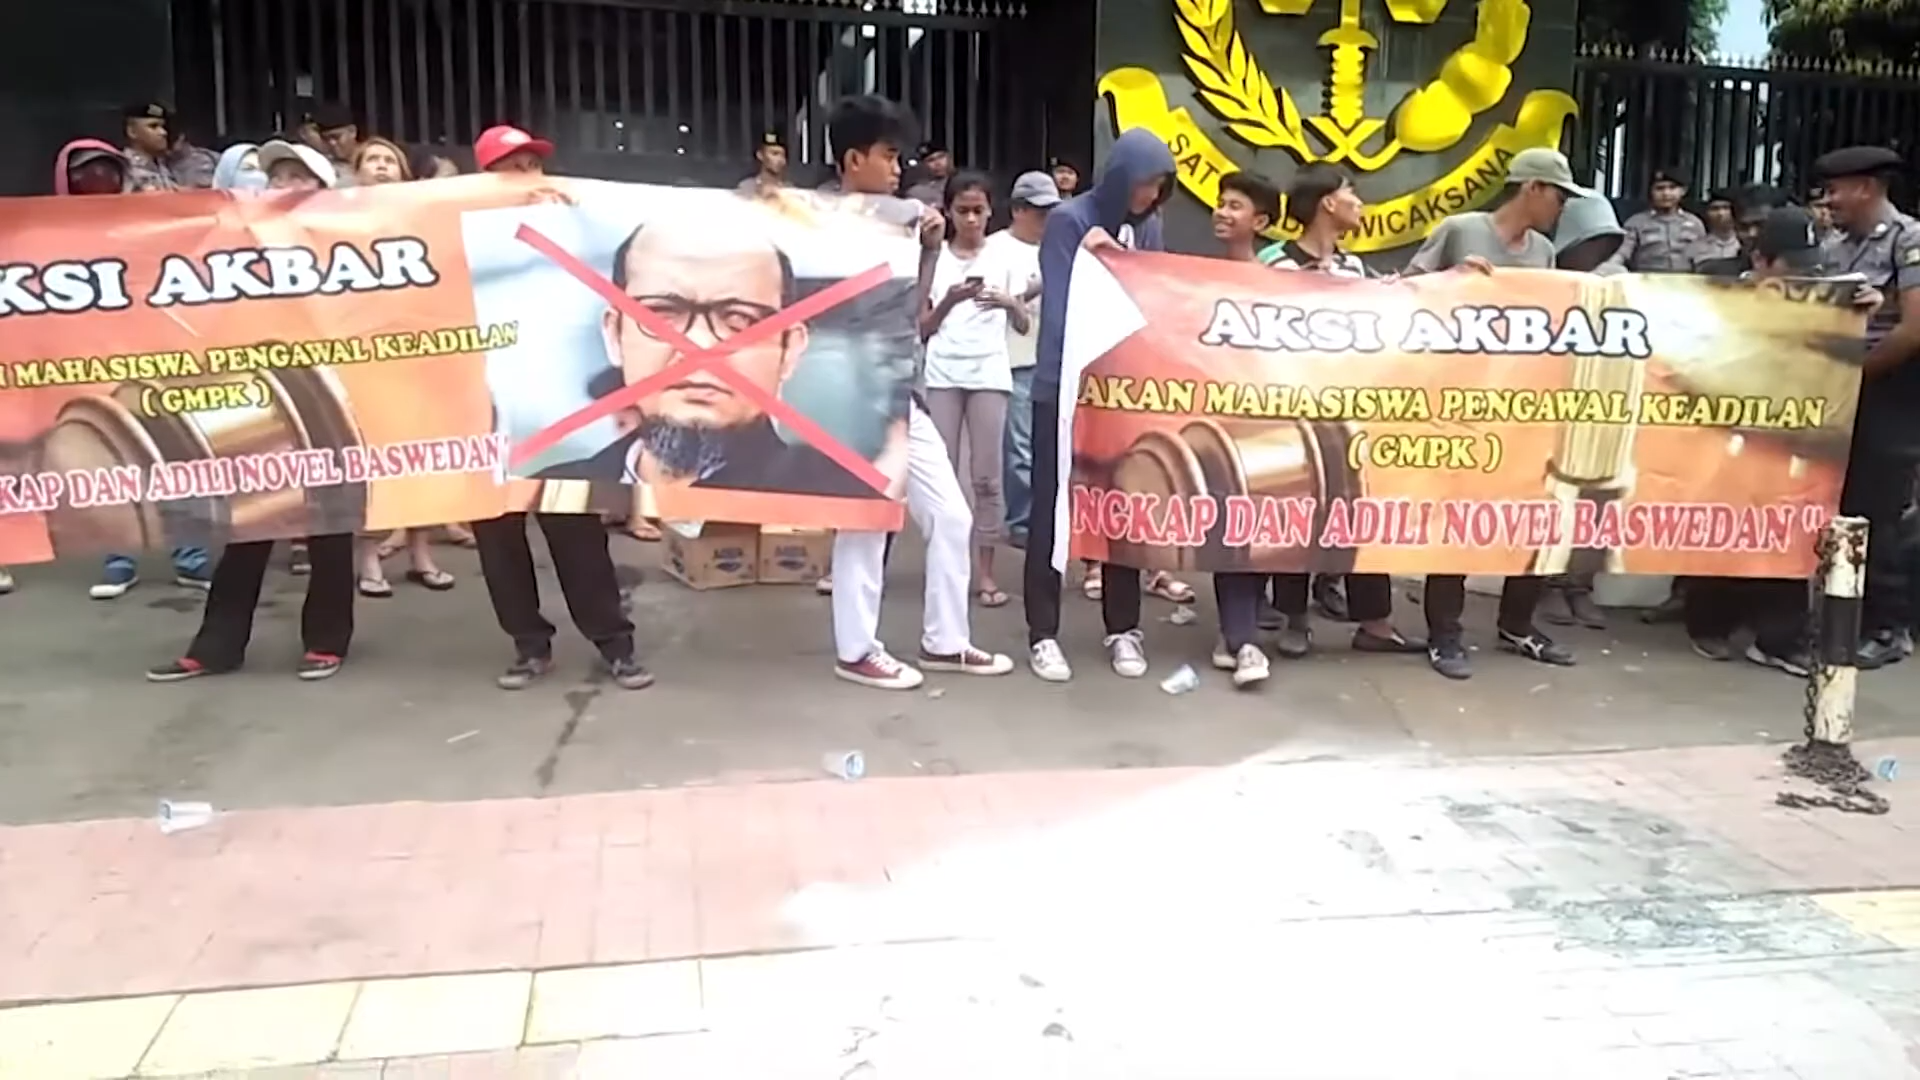 KSI AKBAR
N MAHASISWA PENGAWAL KEADILAN
( GMPK )
KAP DAN ADILI NOVEL BASWEDAN
SAT WICAKSANA
AKSI AKBAR
AKAN MAHASISWA PENGAWAL KEADILAN
( GMPK )
NGKAP DAN ADILI NOVEL BASWEDAN "